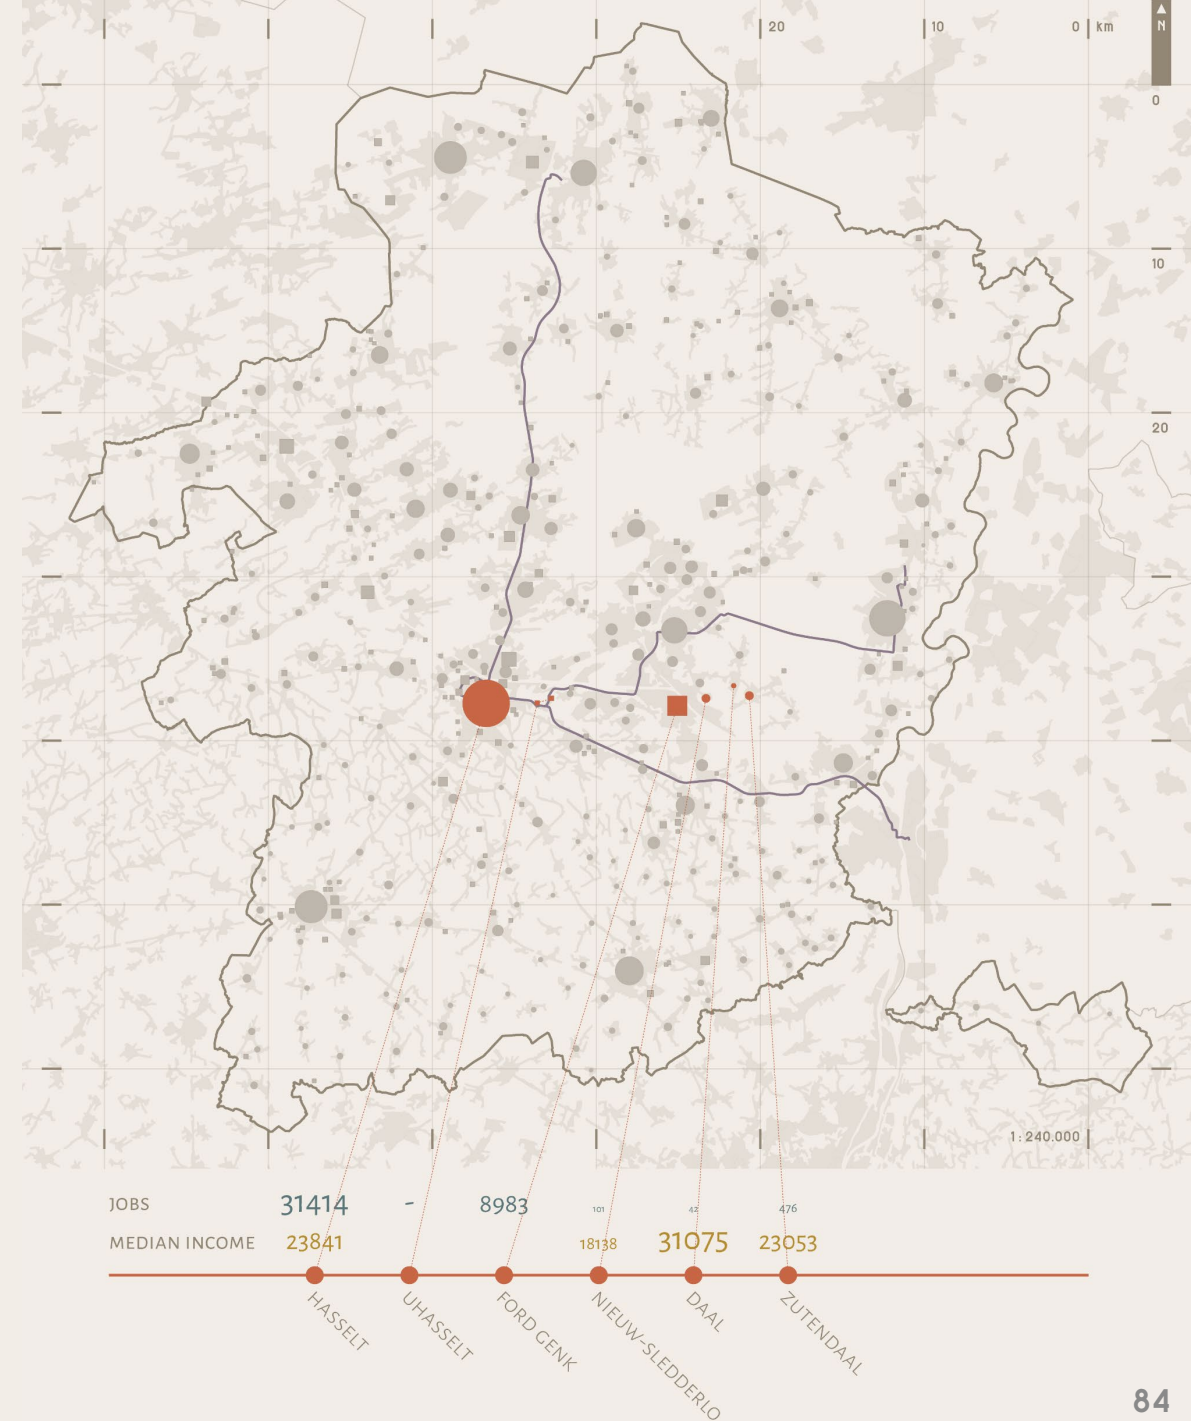 20
10
0 km
N
0
10
20
1:240.000
JOBS 31414 - 8983 101 42 476
MEDIAN INCOME 23841 18138 31075 23053
HASSELT
UHASSELT
FORD GENK
NIEUW-SLEDDERLO
DAAL
ZUTENDAAL
84